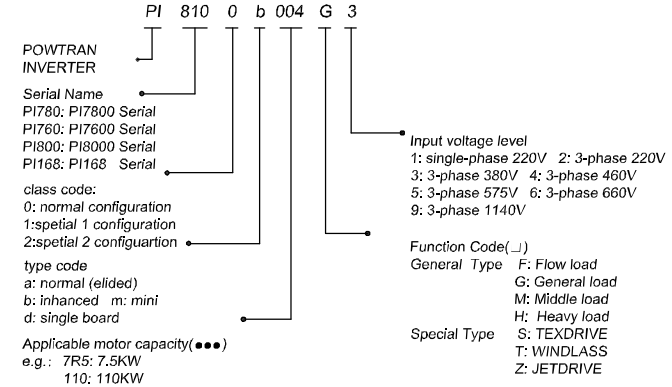 PI 810 0 b 004 G 3
POWTRAN
INVERTER
Serial Name
PI780: PI7800 Serial
PI760: PI7600 Serial
PI800: PI8000 Serial
PI168: PI168 Serial
class code:
0: normal configuration
1:spetial 1 configuration
2:spetial 2 configuartion
type code
a: normal (elided)
b: inhanced m: mini
d: single board
Applicable motor capacity(●●●)
e.g.: 7R5: 7.5KW
110: 110KW
Input voltage level
1: single-phase 220V 2: 3-phase 220V
3: 3-phase 380V 4: 3-phase 460V
5: 3-phase 575V 6: 3-phase 660V
9: 3-phase 1140V
Function Code(⊔)
General Type F: Flow load
G: General load
M: Middle load
H: Heavy load
Special Type S: TEXDRIVE
T: WINDLASS
Z: JETDRIVE